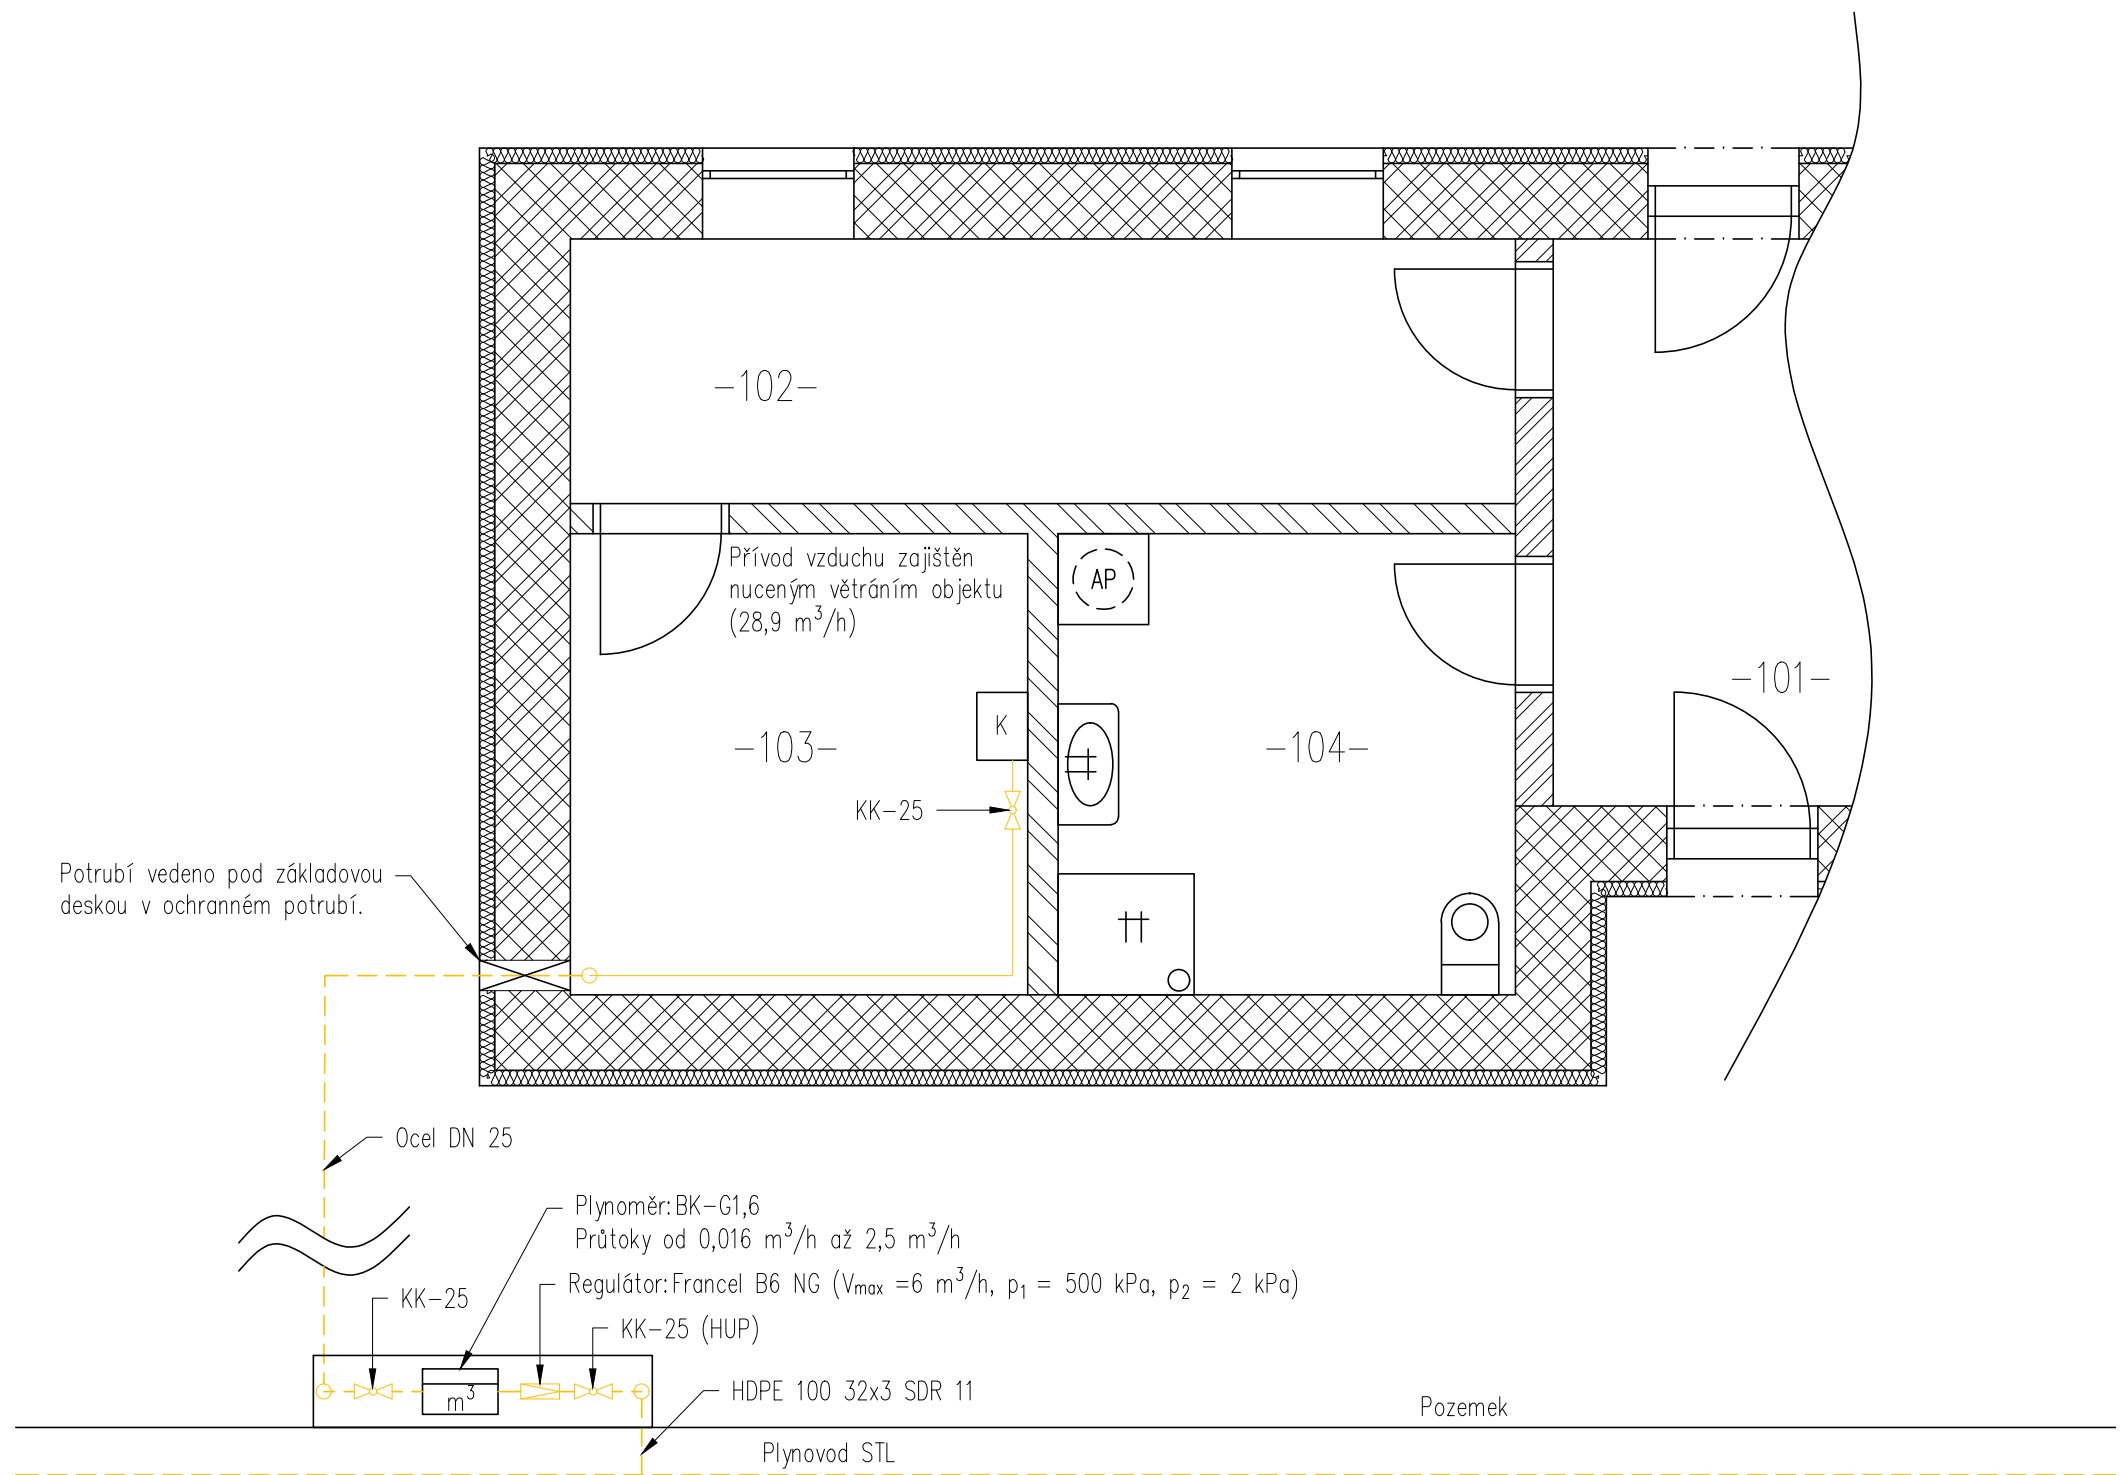 -102-
Přívod vzduchu zajištěn
nuceným větráním objektu
(28,9 m³/h)
AP
-101-
K
-103-
-104-
KK-25
Potrubí vedeno pod základovou
deskou v ochranném potrubí.
Ocel DN 25
Plynoměr:BK-G1,6
Průtoky od 0,016 m³/h až 2,5 m³/h
Regulátor:Francel B6 NG (Vmax =6 m³/h, p₁ = 500 kPa, p₂ = 2 kPa)
KK-25
KK-25 (HUP)
m³
HDPE 100 32x3 SDR 11
Pozemek
Plynovod STL